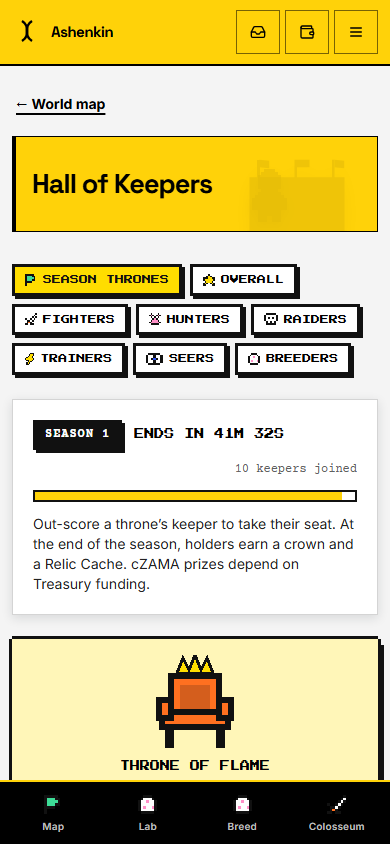 Ashenkin
← World map
Hall of Keepers
SEASON THRONES
OVERALL
FIGHTERS
HUNTERS
RAIDERS
TRAINERS
SEERS
BREEDERS
SEASON 1
ENDS IN 41M 32S
10 keepers joined
Out-score a throne’s keeper to take their seat. At
the end of the season, holders earn a crown and
a Relic Cache. cZAMA prizes depend on
Treasury funding.
THRONE OF FLAME
Map
Lab
Breed
Colosseum